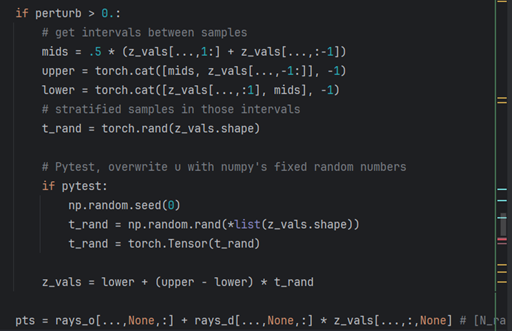 if perturb > 0.:
# get intervals between samples
mids = .5 * (z_vals[...,1:] + z_vals[...,:-1])
upper = torch.cat([mids, z_vals[...,-1:]], -1)
lower = torch.cat([z_vals[...,:1], mids], -1)
# stratified samples in those intervals
t_rand = torch.rand(z_vals.shape)
# Pytest, overwrite u with numpy's fixed random numbers
if pytest:
np.random.seed(0)
t_rand = np.random.rand(*list(z_vals.shape))
t_rand = torch.Tensor(t_rand)
z_vals = lower + (upper - lower) * t_rand
pts = rays_o[...,None,:] + rays_d[...,None,:] * z_vals[...,:,None] # [N_ra